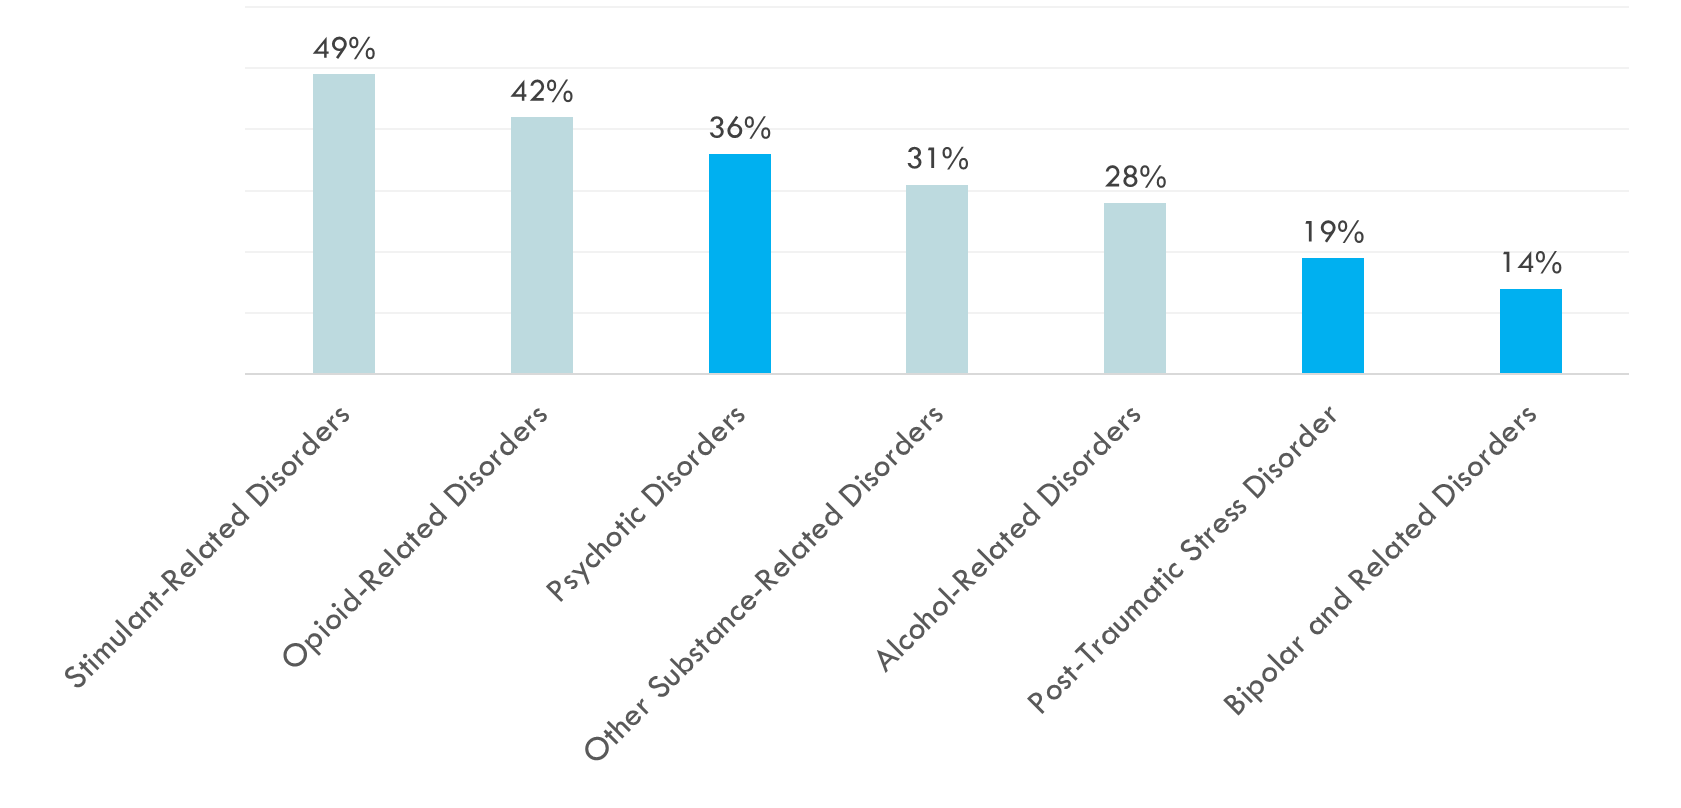 49%
42%
36%
31%
28%
19%
14%
Stimulant-Related Disorders
Opioid-Related Disorders
Psychotic Disorders
Other Substance-Related Disorders
Alcohol-Related Disorders
Post-Traumatic Stress Disorder
Bipolar and Related Disorders